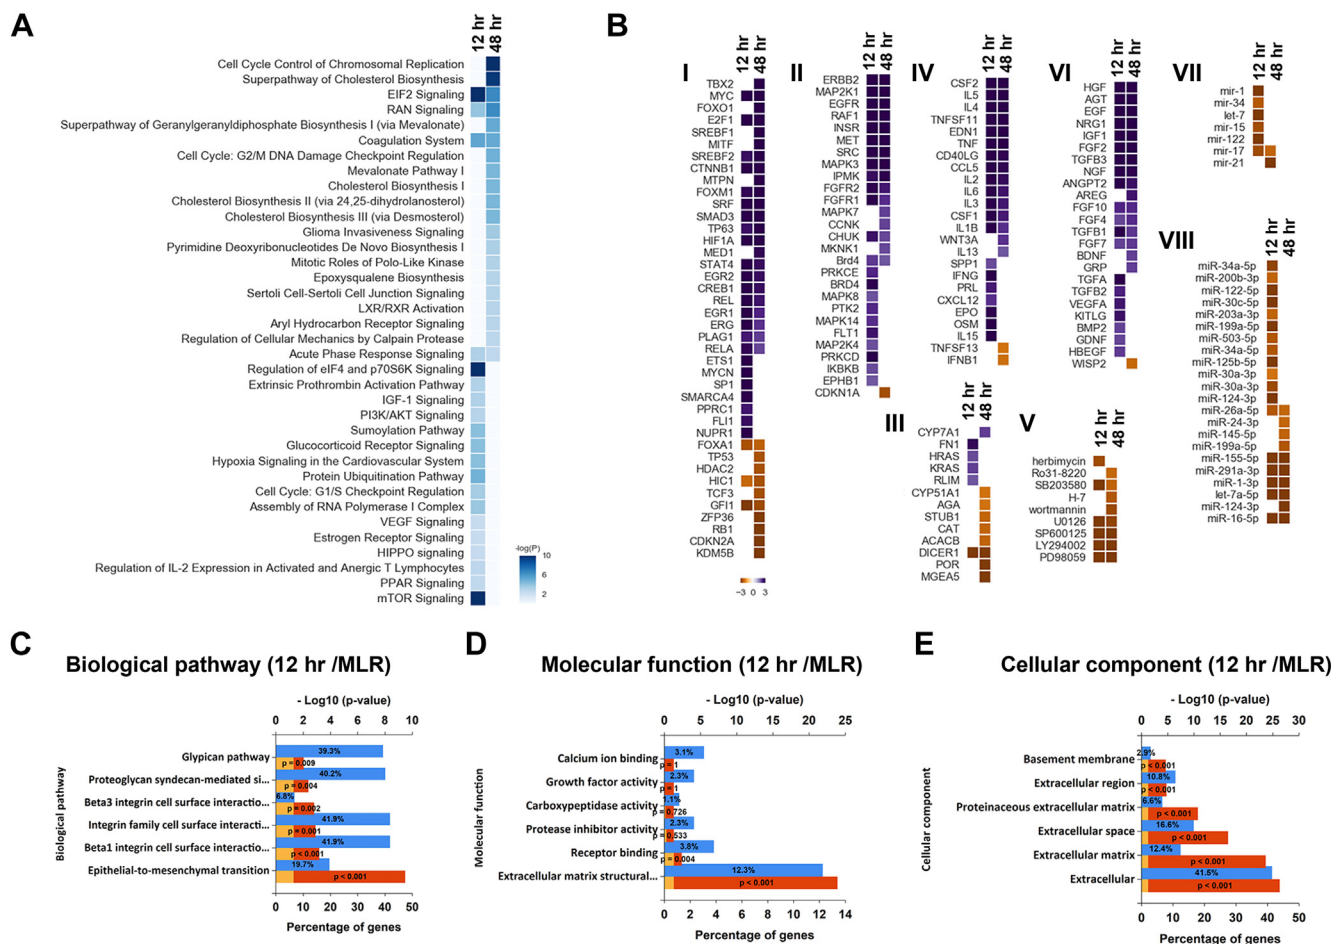 A
12 hr
48 hr
Cell Cycle Control of Chromosomal Replication
Superpathway of Cholesterol Biosynthesis
EIF2 Signaling
RAN Signaling
Superpathway of Geranylgeranyldiphosphate Biosynthesis I (via Mevalonate)
Coagulation System
Cell Cycle: G2/M DNA Damage Checkpoint Regulation
Mevalonate Pathway I
Cholesterol Biosynthesis I
Cholesterol Biosynthesis II (via 24,25-dihydrolanosterol)
Cholesterol Biosynthesis III (via Desmosterol)
Glioma Invasiveness Signaling
Pyrimidine Deoxyribonucleotides De Novo Biosynthesis I
Mitotic Roles of Polo-Like Kinase
Epoxysqualene Biosynthesis
Sertoli Cell-Sertoli Cell Junction Signaling
LXR/RXR Activation
Aryl Hydrocarbon Receptor Signaling
Regulation of Cellular Mechanics by Calpain Protease
Acute Phase Response Signaling
Regulation of eIF4 and p70S6K Signaling
Extrinsic Prothrombin Activation Pathway
IGF-1 Signaling
PI3K/AKT Signaling
Sumoylation Pathway
Glucocorticoid Receptor Signaling
Hypoxia Signaling in the Cardiovascular System
Protein Ubiquitination Pathway
Cell Cycle: G1/S Checkpoint Regulation
Assembly of RNA Polymerase I Complex
VEGF Signaling
Estrogen Receptor Signaling
HIPPO signaling
Regulation of IL-2 Expression in Activated and Anergic T Lymphocytes
PPAR Signaling
mTOR Signaling
-log(P)
10
6
2
B
I
12 hr
48 hr
TBX2
MYC
FOXO1
E2F1
SREBF1
MITF
SREBF2
CTNNB1
MTPN
FOXM1
SRF
SMAD3
TP63
HIF1A
MED1
STAT4
EGR2
CREB1
REL
EGR1
ERG
PLAG1
RELA
ETS1
MYCN
SP1
SMARCA4
PPRC1
FLI1
NUPR1
FOXA1
TP53
HDAC2
HIC1
TCF3
GFI1
ZFP36
RB1
CDKN2A
KDM5B
−3 0 3
II
12 hr
48 hr
ERBB2
MAP2K1
EGFR
RAF1
INSR
MET
SRC
MAPK3
IPMK
FGFR2
FGFR1
MAPK7
CCNK
CHUK
MKNK1
Brd4
PRKCE
BRD4
MAPK8
PTK2
MAPK14
FLT1
MAP2K4
PRKCD
IKBKB
EPHB1
CDKN1A
III
12 hr
48 hr
CYP7A1
FN1
HRAS
KRAS
RLIM
CYP51A1
AGA
STUB1
CAT
ACACB
DICER1
POR
MGEA5
IV
12 hr
48 hr
CSF2
IL5
IL4
TNFSF11
EDN1
TNF
CD40LG
CCL5
IL2
IL6
IL3
CSF1
IL1B
WNT3A
IL13
SPP1
IFNG
PRL
CXCL12
EPO
OSM
IL15
TNFSF13
IFNB1
V
12 hr
48 hr
herbimycin
Ro31-8220
SB203580
H-7
wortmannin
U0126
SP600125
LY294002
PD98059
VI
12 hr
48 hr
HGF
AGT
EGF
NRG1
IGF1
FGF2
TGFB3
NGF
ANGPT2
AREG
FGF10
FGF4
TGFB1
FGF7
BDNF
GRP
TGFA
TGFB2
VEGFA
KITLG
BMP2
GDNF
HBEGF
WISP2
VII
12 hr
48 hr
mir-1
mir-34
let-7
mir-15
mir-122
mir-17
mir-21
VIII
12 hr
48 hr
miR-34a-5p
miR-200b-3p
miR-122-5p
miR-30c-5p
miR-203a-3p
miR-199a-5p
miR-503-5p
miR-34a-5p
miR-125b-5p
miR-30a-3p
miR-30a-3p
miR-124-3p
miR-26a-5p
miR-24-3p
miR-145-5p
miR-199a-5p
miR-155-5p
miR-291a-3p
miR-1-3p
let-7a-5p
miR-124-3p
miR-16-5p
C
Biological pathway (12 hr /MLR)
- Log10 (p-value)
0 2 4 6 8 10
Biological pathway
Glypican pathway
39.3%
p = 0.009
Proteoglycan syndecan-mediated si...
40.2%
p = 0.004
Beta3 integrin cell surface interactio...
6.8%
p = 0.002
Integrin family cell surface interacti...
41.9%
p = 0.001
Beta1 integrin cell surface interactio...
41.9%
p < 0.001
Epithelial-to-mesenchymal transition
19.7%
p < 0.001
0 10 20 30 40 50
Percentage of genes
D
Molecular function (12 hr /MLR)
- Log10 (p-value)
0 5 10 15 20 25
Molecular function
Calcium ion binding
3.1%
p = 1
Growth factor activity
2.3%
p = 1
Carboxypeptidase activity
1.1%
p = 0.726
Protease inhibitor activity
2.3%
p = 0.533
Receptor binding
3.8%
p = 0.004
Extracellular matrix structural...
12.3%
p < 0.001
0 2 4 6 8 10 12 14
Percentage of genes
E
Cellular component (12 hr /MLR)
- Log10 (p-value)
0 5 10 15 20 25 30
Cellular component
Basement membrane
2.9%
p < 0.001
Extracellular region
10.8%
p < 0.001
Proteinaceous extracellular matrix
6.6%
p < 0.001
Extracellular space
16.6%
p < 0.001
Extracellular matrix
12.4%
p < 0.001
Extracellular
41.5%
p < 0.001
0 10 20 30 40 50
Percentage of genes